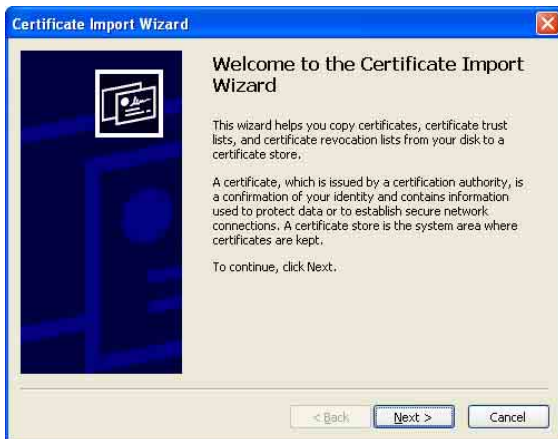 Certificate Import Wizard
Welcome to the Certificate Import
Wizard
This wizard helps you copy certificates, certificate trust
lists, and certificate revocation lists from your disk to a
certificate store.
A certificate, which is issued by a certification authority, is
a confirmation of your identity and contains information
used to protect data or to establish secure network
connections. A certificate store is the system area where
certificates are kept.
To continue, click Next.
< Back
Next >
Cancel